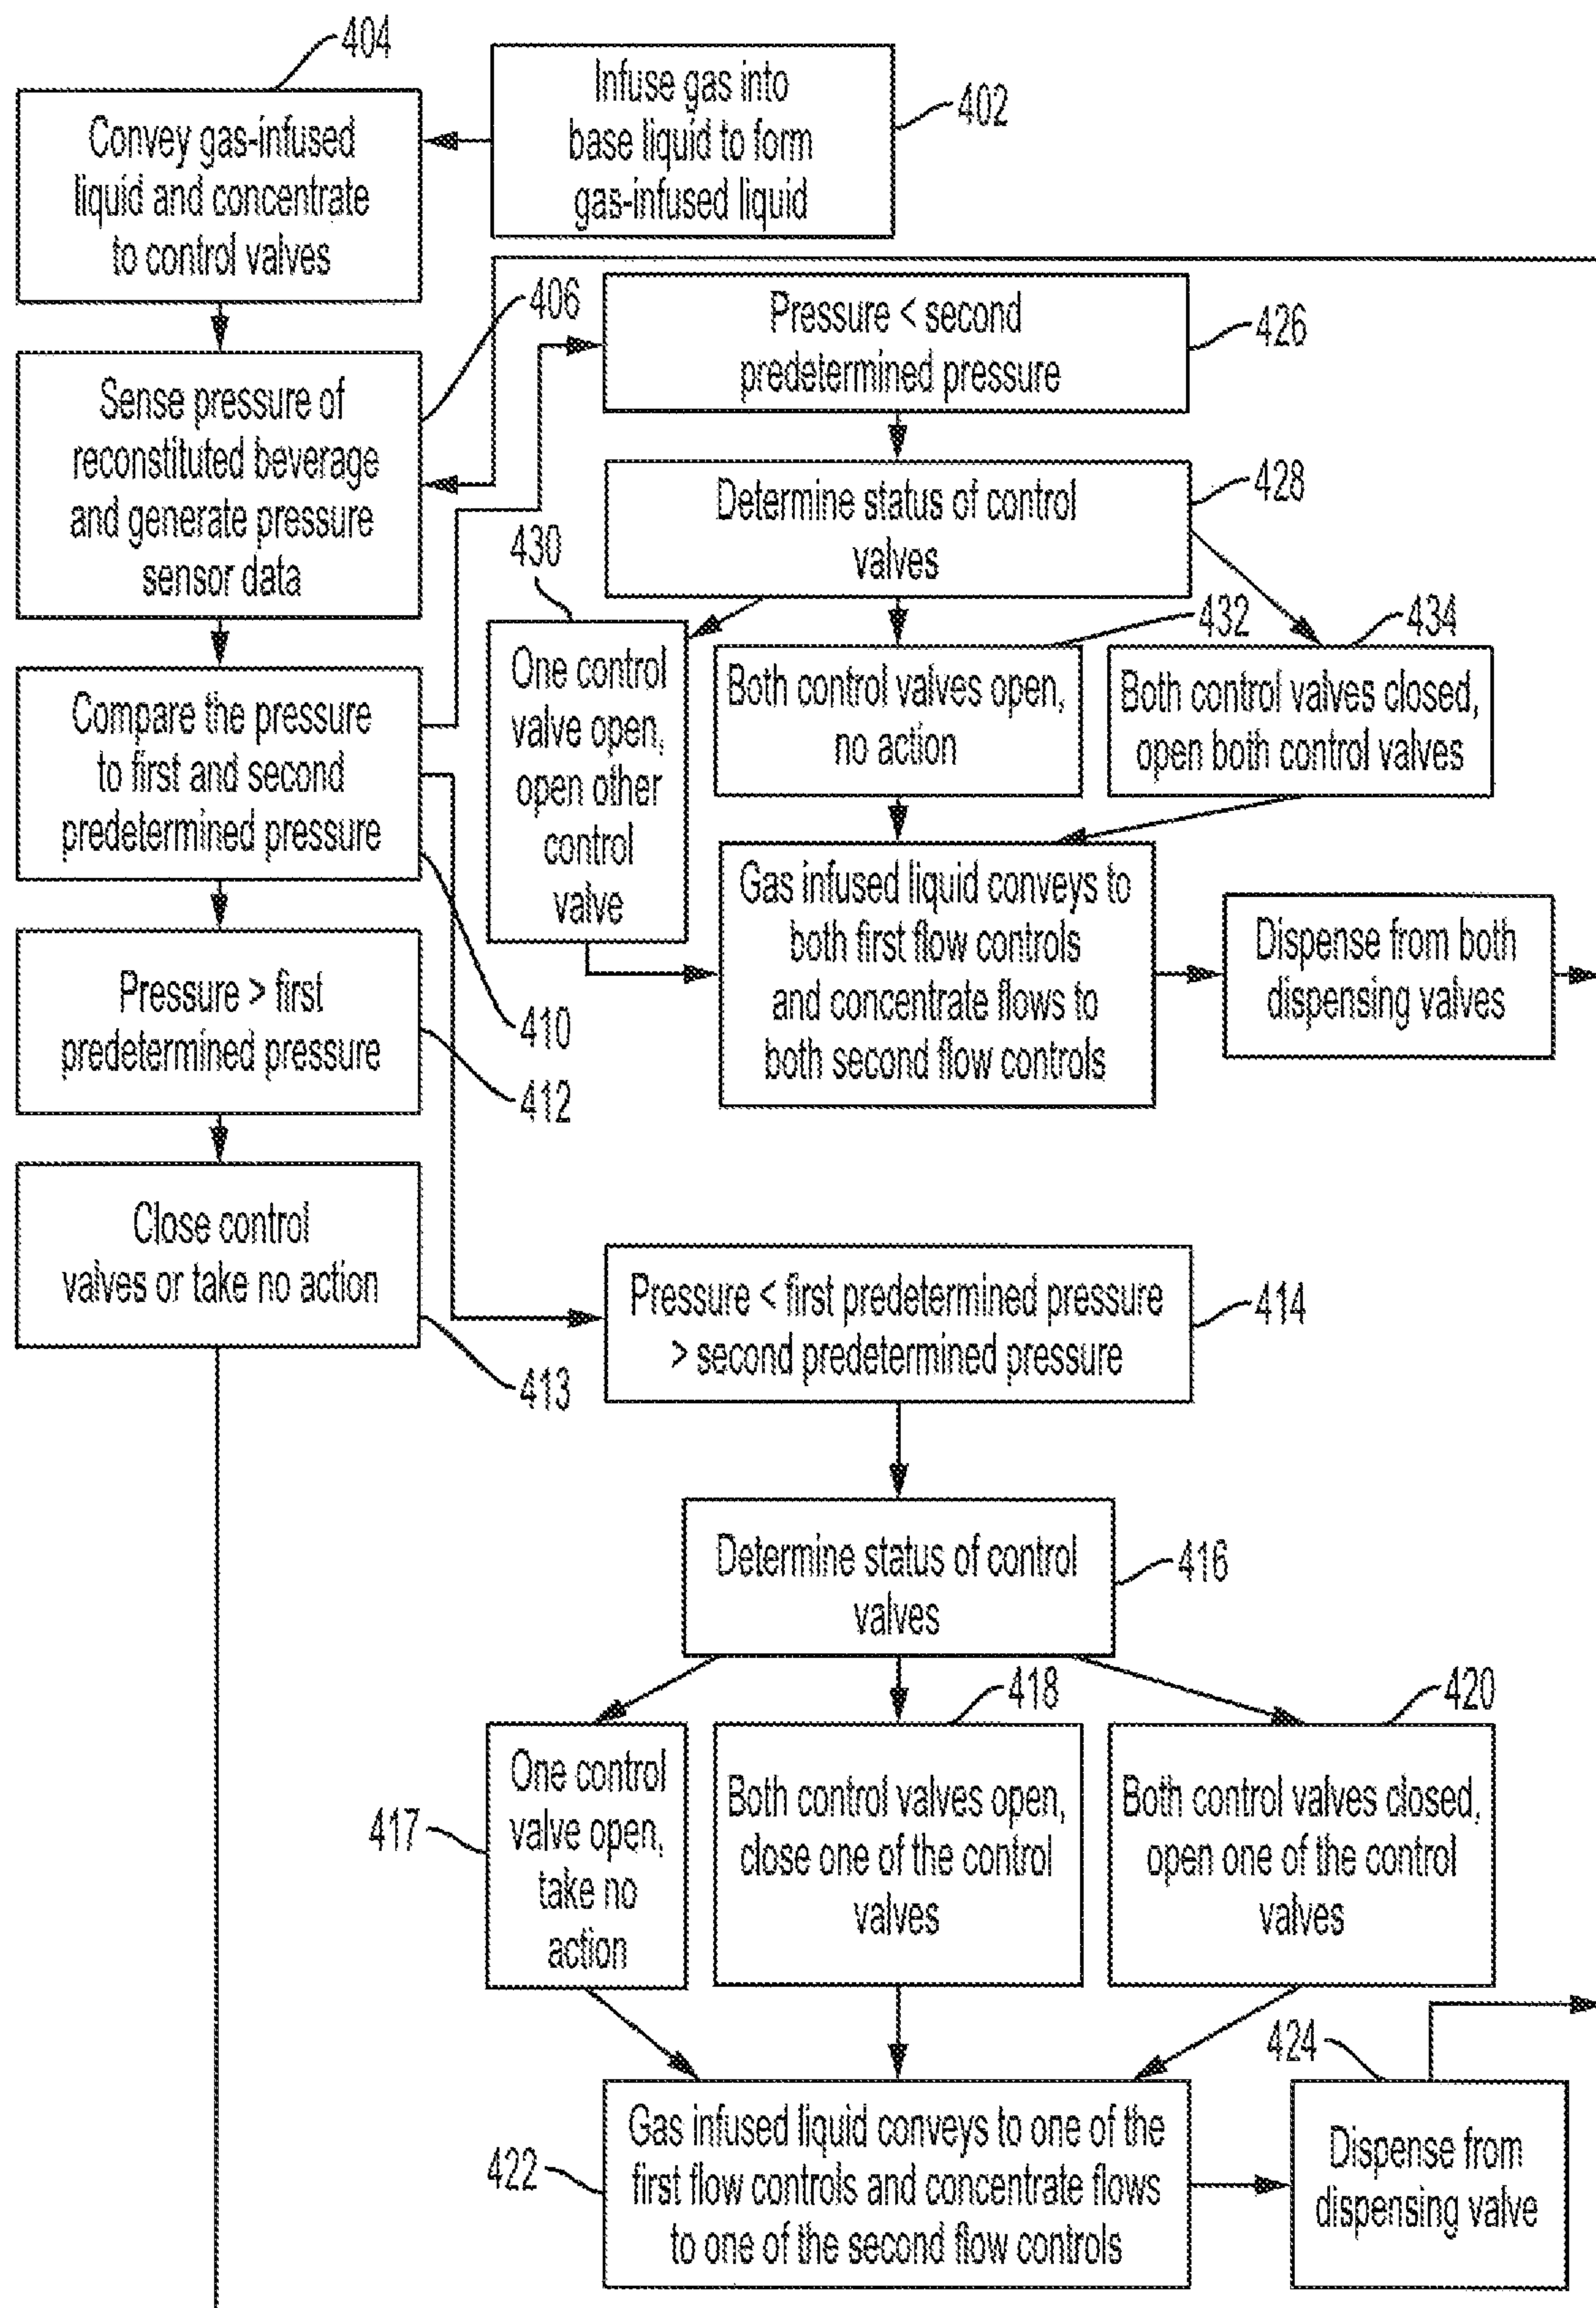 404
Convey gas-infused
liquid and concentrate
to control valves
Infuse gas into
base liquid to form
gas-infused liquid
402
Sense pressure of
reconstituted beverage
and generate pressure
sensor data
406
Pressure < second
predetermined pressure
426
Determine status of control
valves
428
430
One control
valve open,
open other
control
valve
432
Both control valves open,
no action
434
Both control valves closed,
open both control valves
Compare the pressure
to first and second
predetermined pressure
410
Gas infused liquid conveys to
both first flow controls
and concentrate flows to
both second flow controls
Dispense from both
dispensing valves
Pressure > first
predetermined pressure
412
Close control
valves or take no action
413
Pressure < first predetermined pressure
> second predetermined pressure
414
Determine status of control
valves
416
417
One control
valve open,
take no
action
418
Both control valves open,
close one of the control
valves
420
Both control valves closed,
open one of the control
valves
422
Gas infused liquid conveys to one of the
first flow controls and concentrate flows
to one of the second flow controls
424
Dispense from
dispensing valve